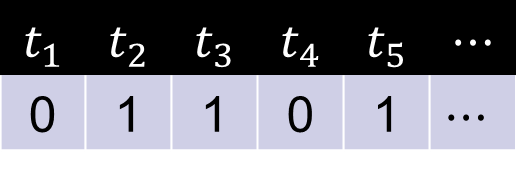 t₁ t₂ t₃ t₄ t₅ ⋯
0 1 1 0 1 ⋯